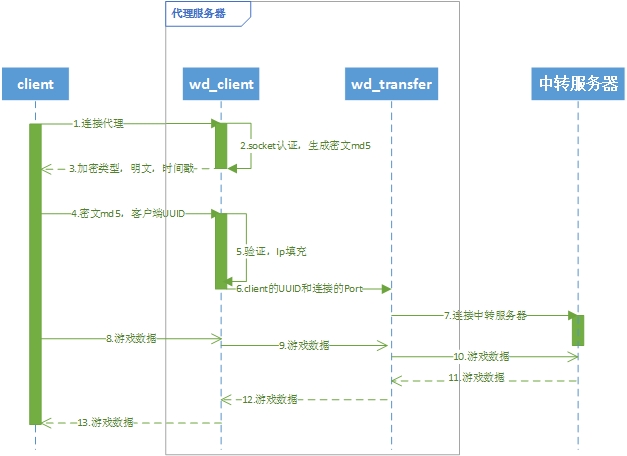 代理服务器
client
wd_client
wd_transfer
中转服务器
1.连接代理
2.socket认证，生成密文md5
3.加密类型，明文，时间戳
4.密文md5，客户端UUID
5.验证，Ip填充
6.client的UUID和连接的Port
7.连接中转服务器
8.游戏数据
9.游戏数据
10.游戏数据
11.游戏数据
12.游戏数据
13.游戏数据